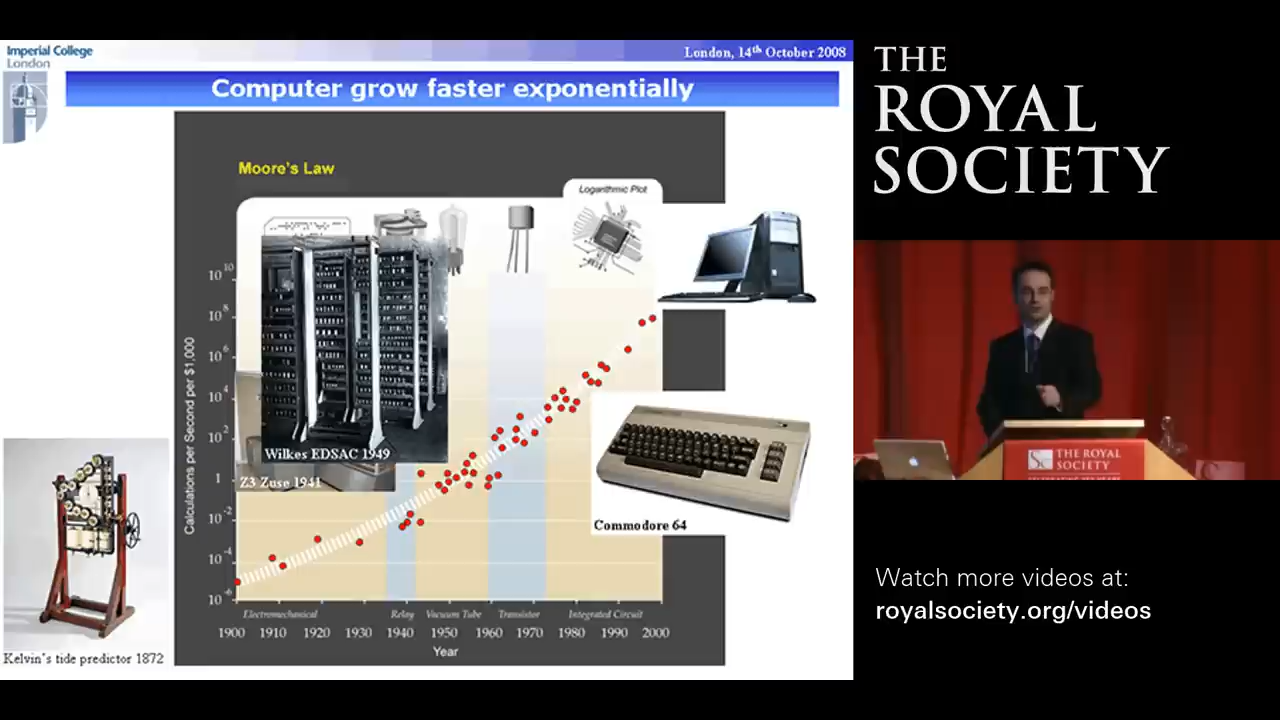 Imperial College
London
London, 14th October 2008
Computer grow faster exponentially
Moore's Law
Logarithmic Plot
10^10
10^8
10^6
10^4
10^2
1
10^-2
10^-4
10^-6
Calculations per Second per $1,000
Wilkes EDSAC 1949
Z3 Zuse 1941
Commodore 64
Electromechanical
Relay
Vacuum Tube
Transistor
Integrated Circuit
1900 1910 1920 1930 1940 1950 1960 1970 1980 1990 2000
Year
Kelvin's tide predictor 1872
THE
ROYAL
SOCIETY
THE ROYAL
SOCIETY
Watch more videos at:
royalsociety.org/videos